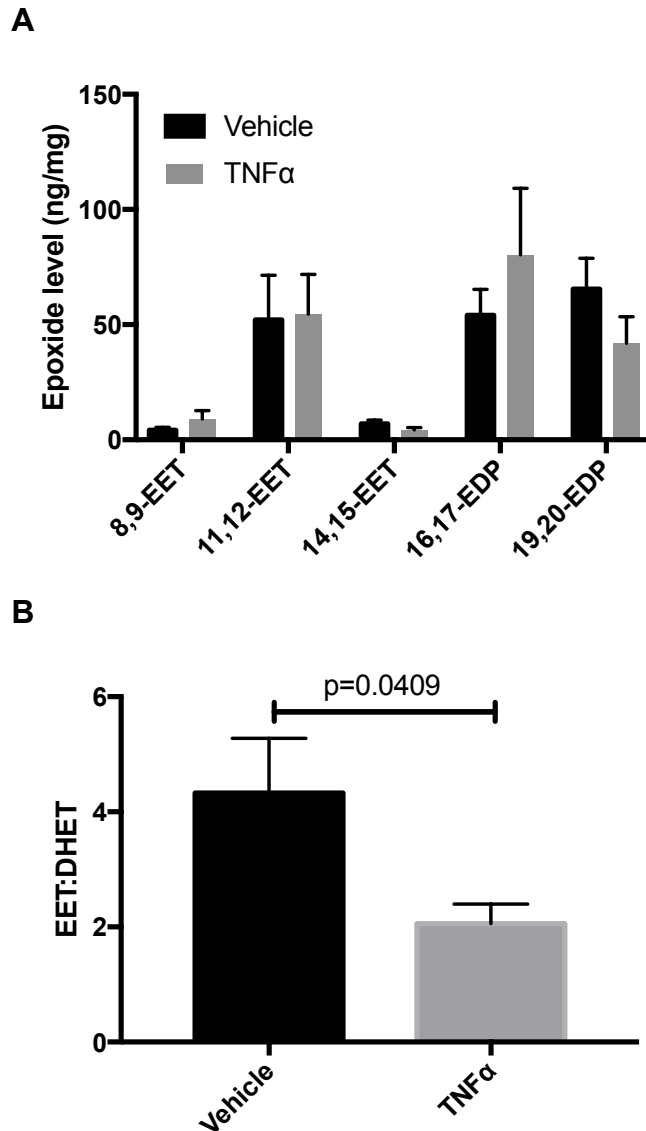 A
Epoxide level (ng/mg)
150
100
50
0
Vehicle
TNFα
8,9-EET
11,12-EET
14,15-EET
16,17-EDP
19,20-EDP
B
EET:DHET
6
4
2
0
p=0.0409
Vehicle
TNFα